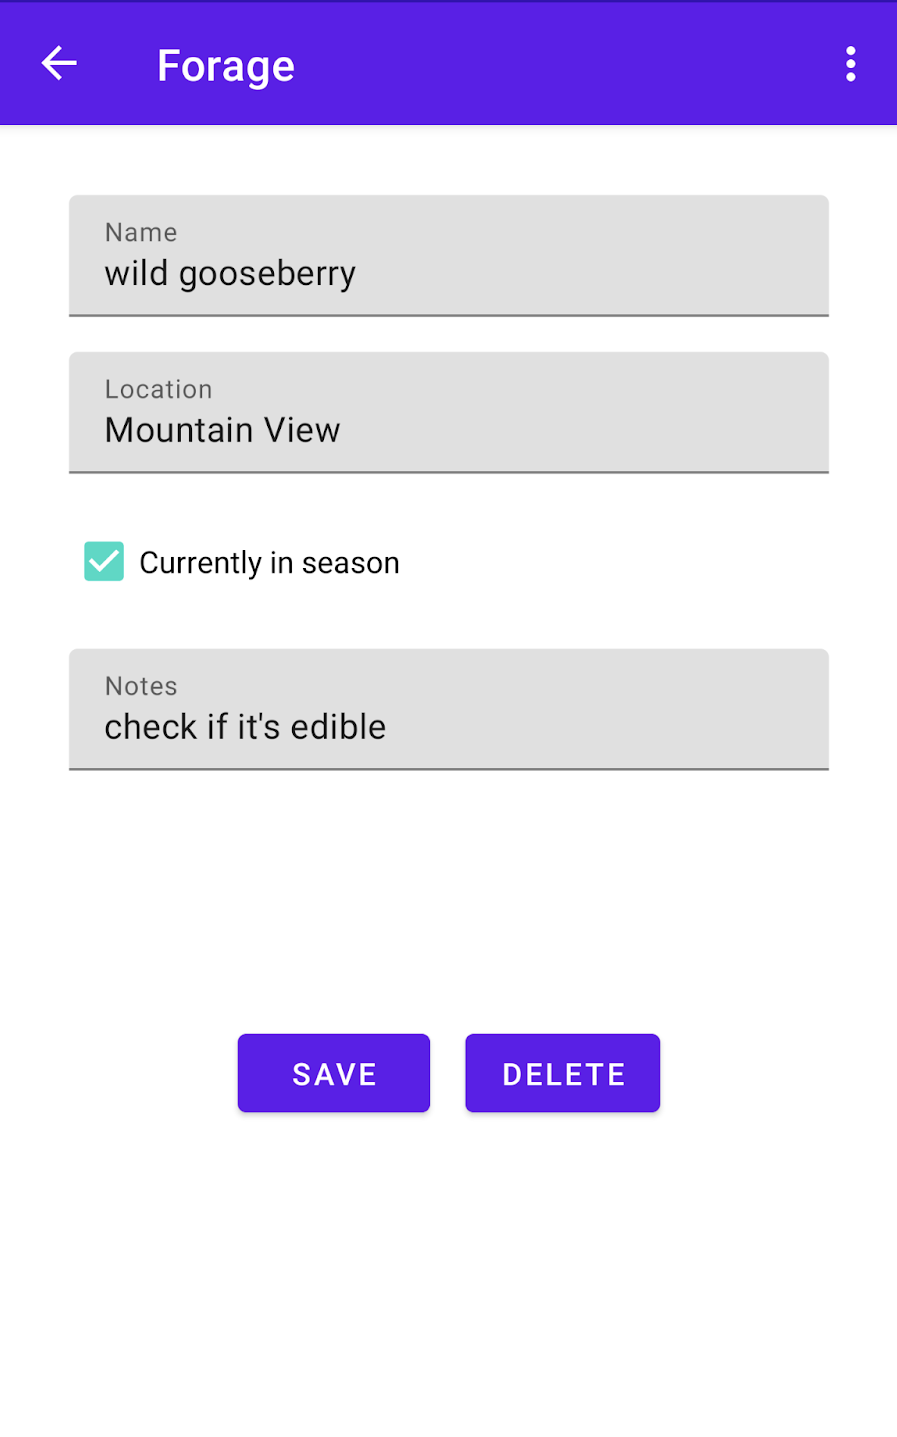 Forage
Name
wild gooseberry
Location
Mountain View
Currently in season
Notes
check if it's edible
SAVE DELETE